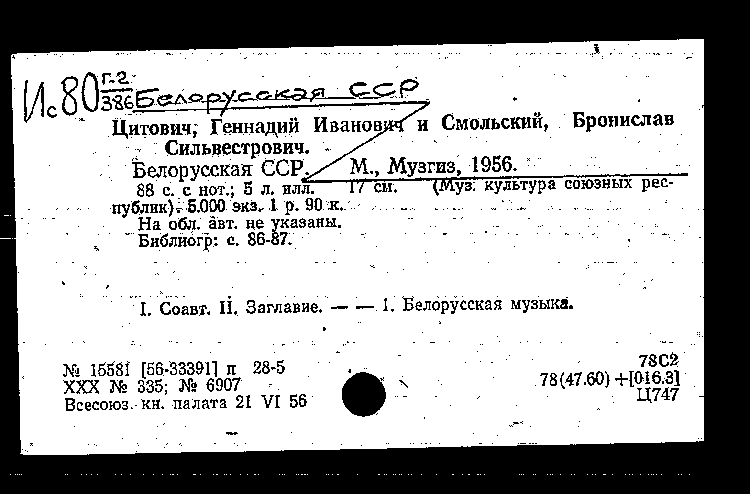 Ис80 Г-2
386 Белорусская ССР
Цитович, Геннадий Иванович и Смольский, Бронислав
Сильвестрович.
Белорусская ССР. М., Музгиз, 1956.
88 с. с нот.; 5 л. илл. 17 см. (Муз. культура союзных рес-
публик). 5.000 экз. 1 р. 90 к.
На обл. авт. не указаны.
Библиогр: с. 86-87.
I. Соавт. II. Заглавие. — — 1. Белорусская музыка.
№ 15581 [56-33391] п 28-5
XXX № 335; № 6907
Всесоюз. кн. палата 21 VI 56
78С2
78(47.60)+[016.3]
Ц747